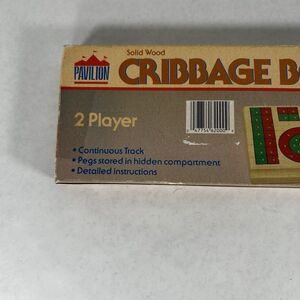 Solid Wood
PAVILION
CRIBBAGE B
2 Player
• Continuous Track
• Pegs stored in hidden compartment
• Detailed instructions